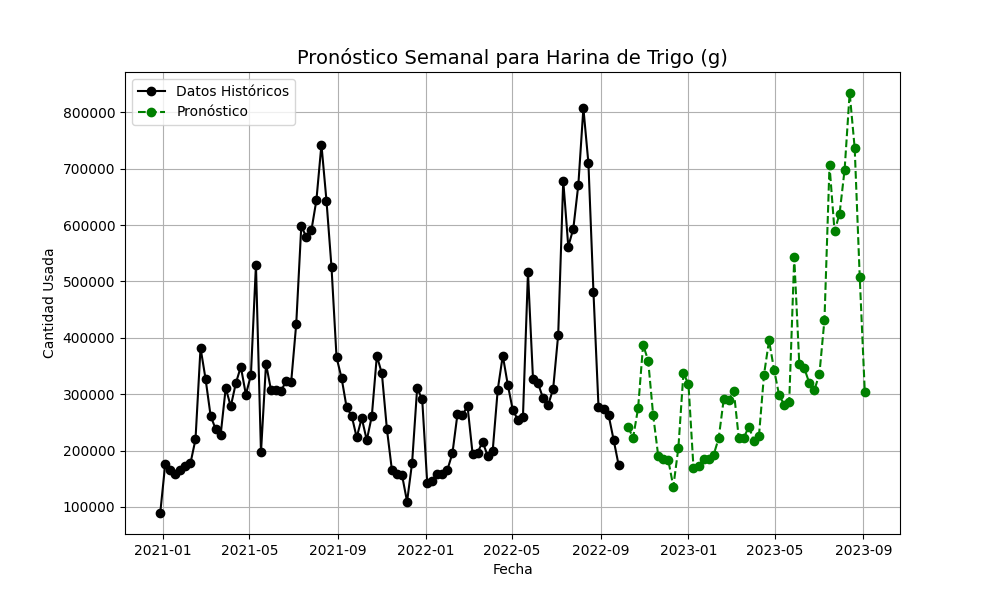 Pronóstico Semanal para Harina de Trigo (g)
Datos Históricos
Pronóstico
Cantidad Usada
800000
700000
600000
500000
400000
300000
200000
100000
2021-01 2021-05 2021-09 2022-01 2022-05 2022-09 2023-01 2023-05 2023-09
Fecha